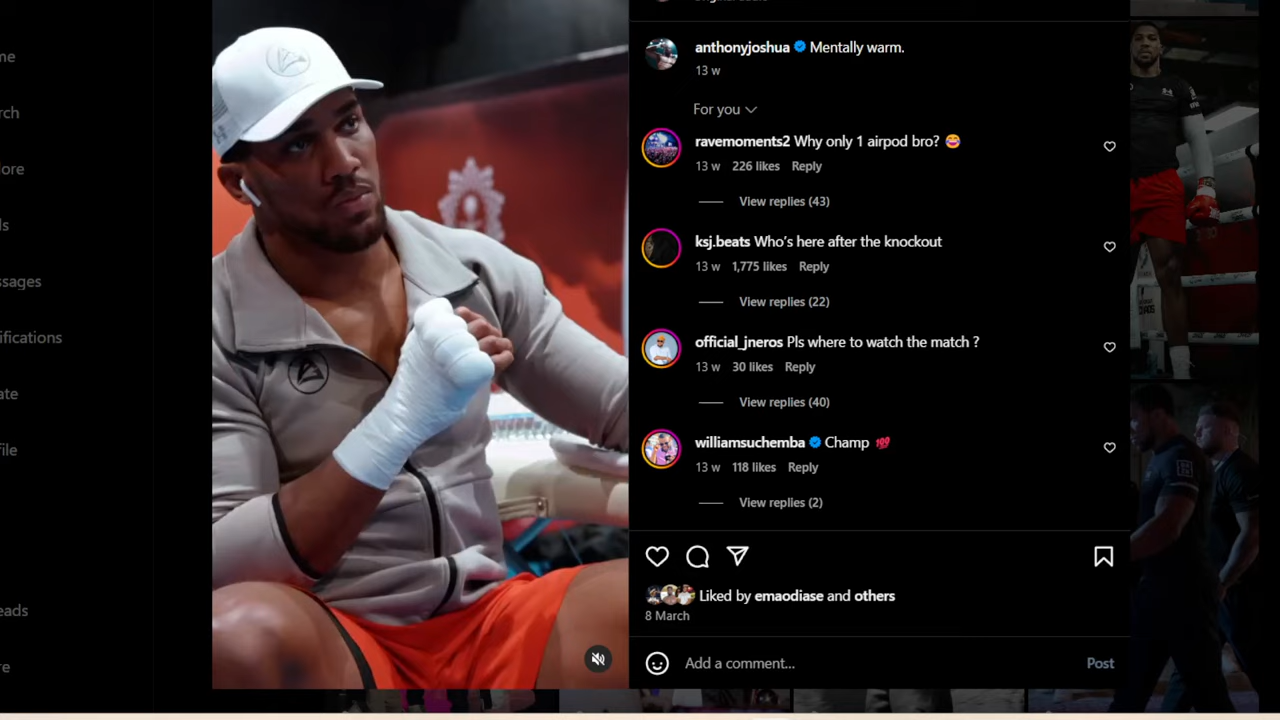 me
rch
lore
ls
ssages
ifications
ate
file
eads
re
anthonyjoshua Mentally warm.
13 w
For you
ravemoments2 Why only 1 airpod bro? 😂
13 w 226 likes Reply
View replies (43)
ksj.beats Who's here after the knockout
13 w 1,775 likes Reply
View replies (22)
official_jneros Pls where to watch the match ?
13 w 30 likes Reply
View replies (40)
williamsuchemba Champ 💯
13 w 118 likes Reply
View replies (2)
Liked by emaodiase and others
8 March
Add a comment... Post